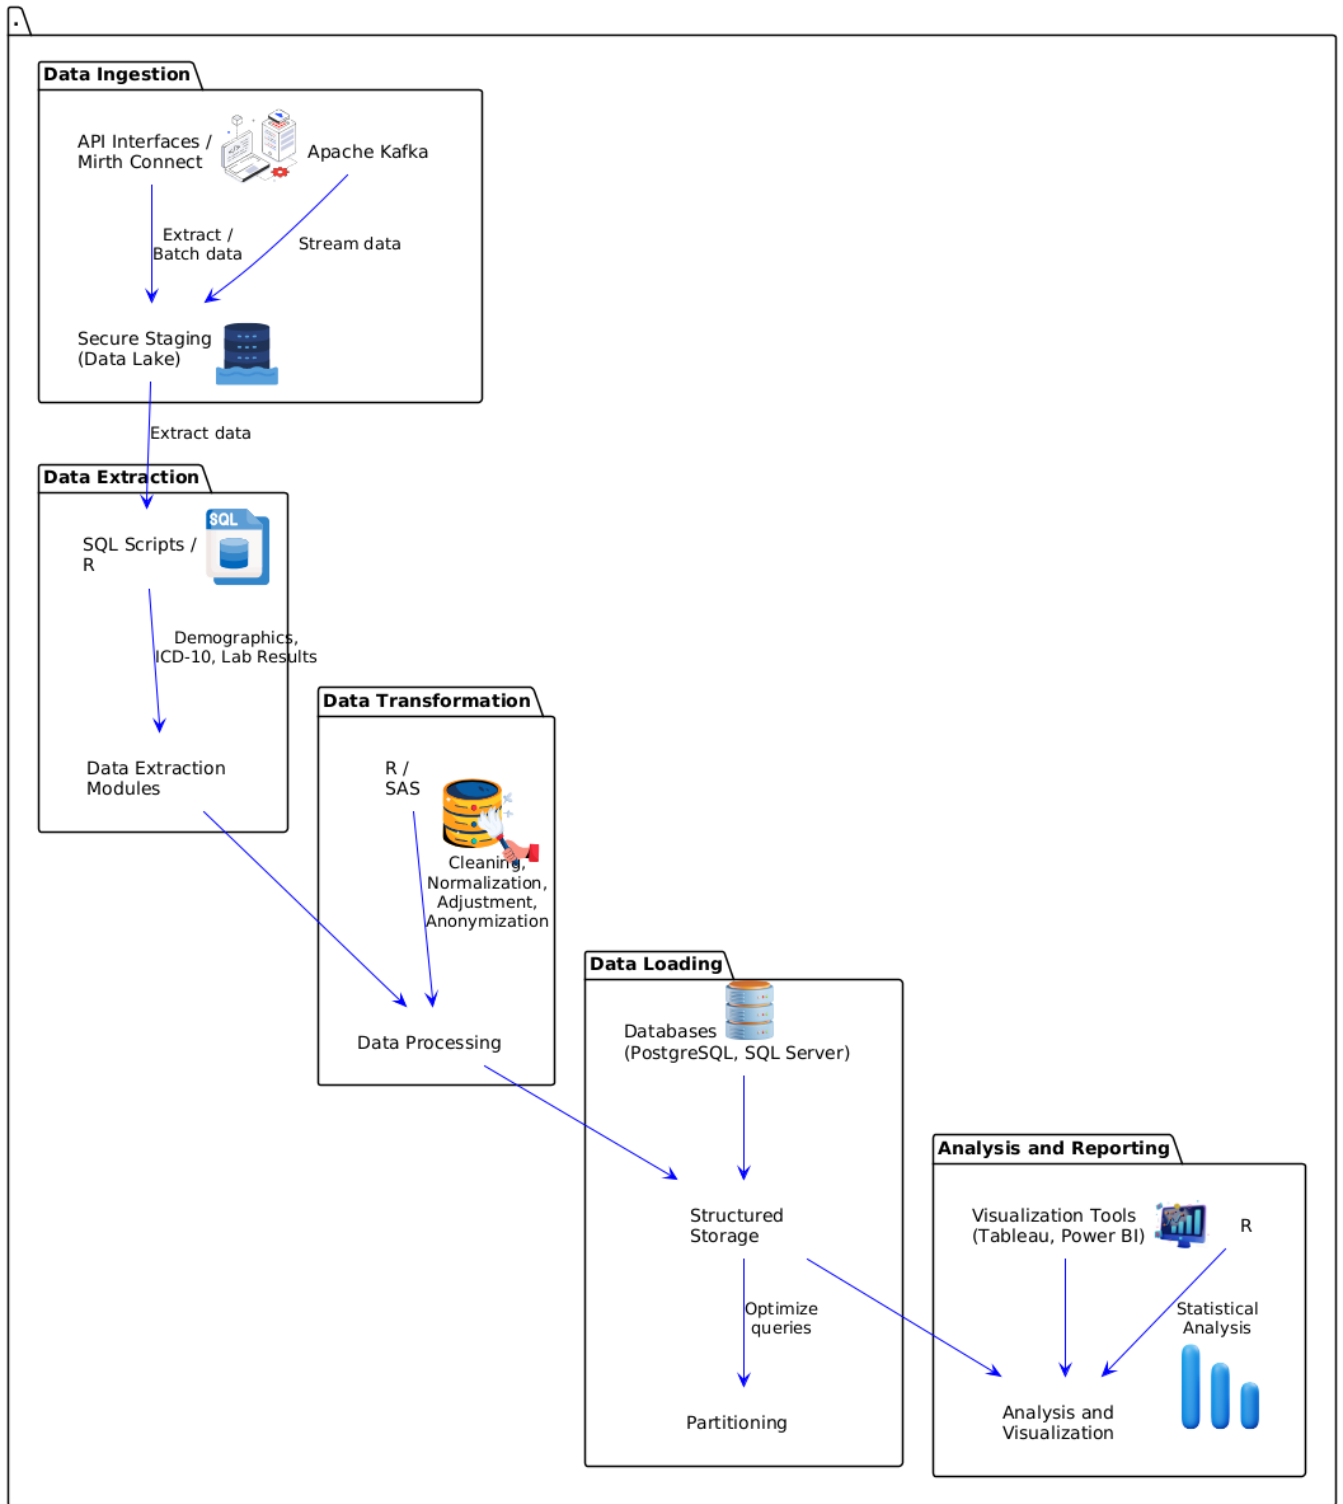 .
Data Ingestion
API Interfaces /
Mirth Connect
Apache Kafka
Extract /
Batch data
Stream data
Secure Staging
(Data Lake)
Extract data
Data Extraction
SQL
SQL Scripts /
R
Demographics,
ICD-10, Lab Results
Data Extraction
Modules
Data Transformation
R /
SAS
Cleaning,
Normalization,
Adjustment,
Anonymization
Data Processing
Data Loading
Databases
(PostgreSQL, SQL Server)
Structured
Storage
Optimize
queries
Partitioning
Analysis and Reporting
Visualization Tools
(Tableau, Power BI)
R
Statistical
Analysis
Analysis and
Visualization